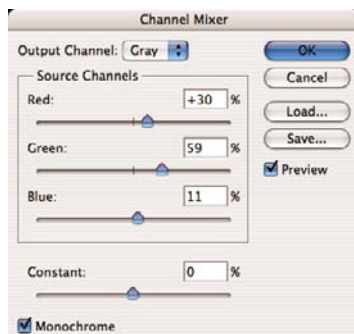 Channel Mixer
Output Channel: Gray
OK
Source Channels
Cancel
Red: +30 %
Load...
Save...
Green: 59 %
Preview
Blue: 11 %
Constant: 0 %
Monochrome